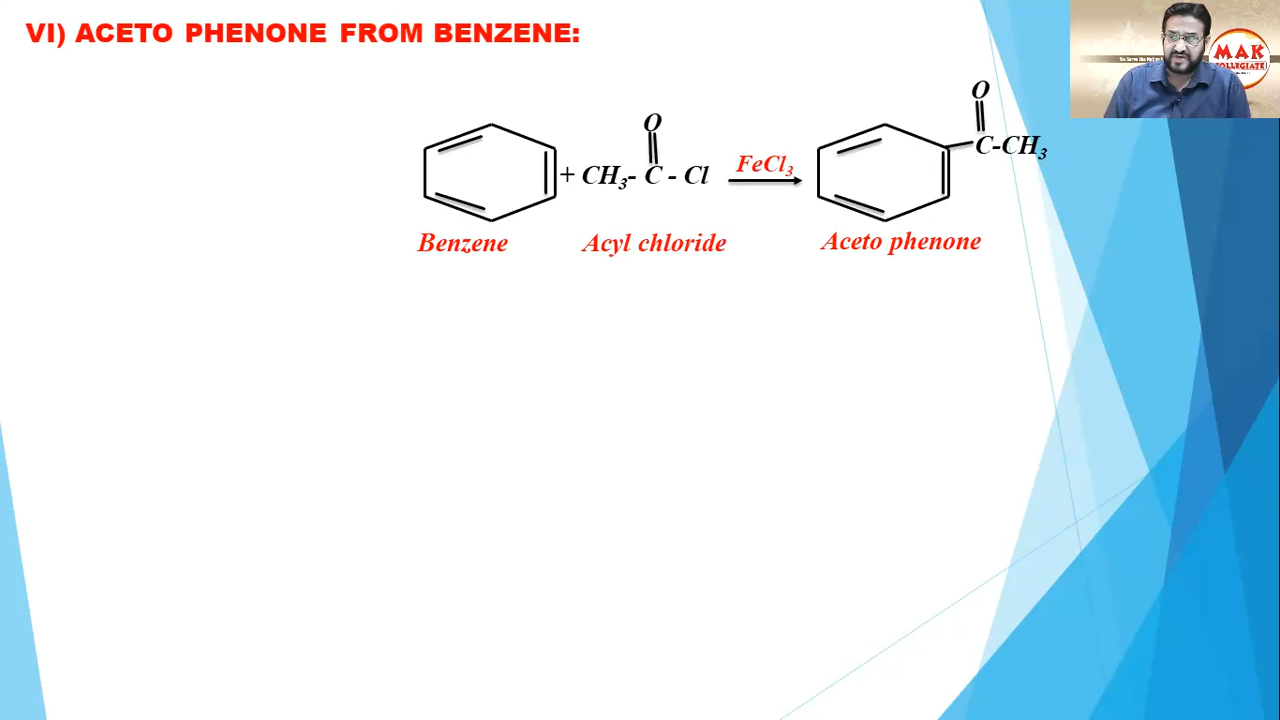 VI) ACETO PHENONE FROM BENZENE:
O
O
+ CH3- C - Cl
FeCl3
C-CH3
Benzene
Acyl chloride
Aceto phenone
MAK
COLLEGIATE